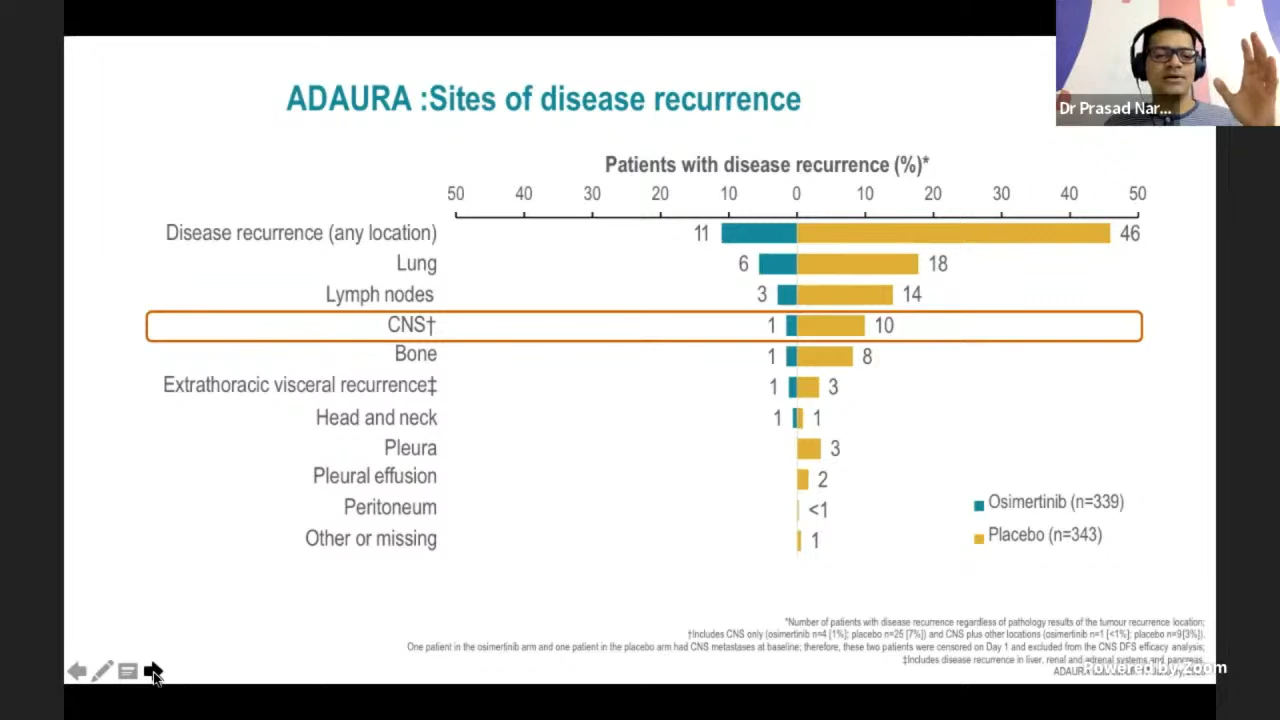 ADAURA :Sites of disease recurrence
Dr Prasad Nar...
Patients with disease recurrence (%)*
50 40 30 20 10 0 10 20 30 40 50
Disease recurrence (any location) 11 46
Lung 6 18
Lymph nodes 3 14
CNS† 1 10
Bone 1 8
Extrathoracic visceral recurrence‡ 1 3
Head and neck 1 1
Pleura 3
Pleural effusion 2
Peritoneum <1
Other or missing 1
Osimertinib (n=339)
Placebo (n=343)
*Number of patients with disease recurrence regardless of pathology results of the tumour recurrence location;
†Includes CNS only (osimertinib n=4 [1%]; placebo n=25 [7%]) and CNS plus other locations (osimertinib n=1 [<1%]; placebo n=9[3%]).
One patient in the osimertinib arm and one patient in the placebo arm had CNS metastases at baseline; therefore, these two patients were censored on Day 1 and excluded from the CNS DFS efficacy analysis;
‡Includes disease recurrence in liver, renal and adrenal systems and pancreas.
ADAURA
Powered by Zoom